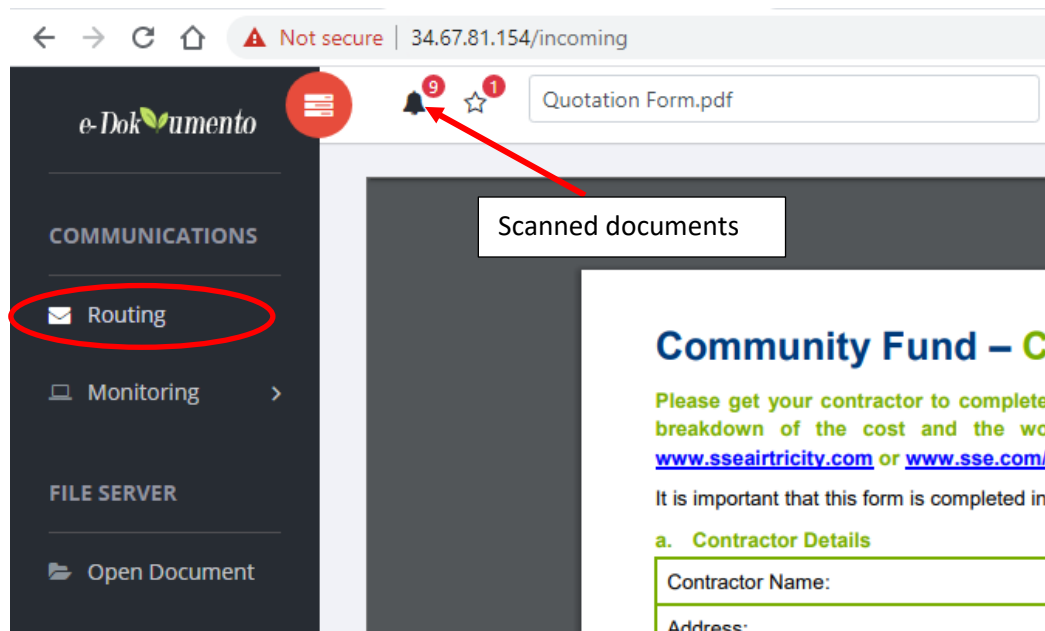 Not secure | 34.67.81.154/incoming
e-Dokumento
9
1
Quotation Form.pdf
Scanned documents
COMMUNICATIONS
Routing
Monitoring
FILE SERVER
Open Document
Community Fund – C
Please get your contractor to complete
breakdown of the cost and the wo
www.sseairtricity.com or www.sse.com/
It is important that this form is completed in
a. Contractor Details
Contractor Name:
Address: